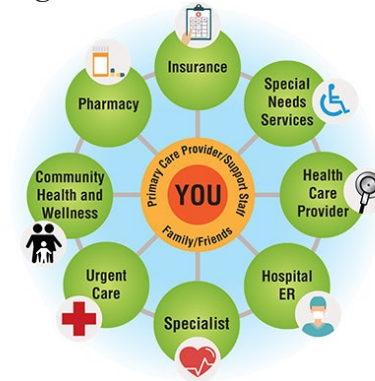 Insurance
Special
Needs
Services
Health
Care
Provider
Hospital
ER
Specialist
Urgent
Care
Community
Health and
Wellness
Pharmacy
Primary Care Provider/Support Staff
YOU
Family/Friends